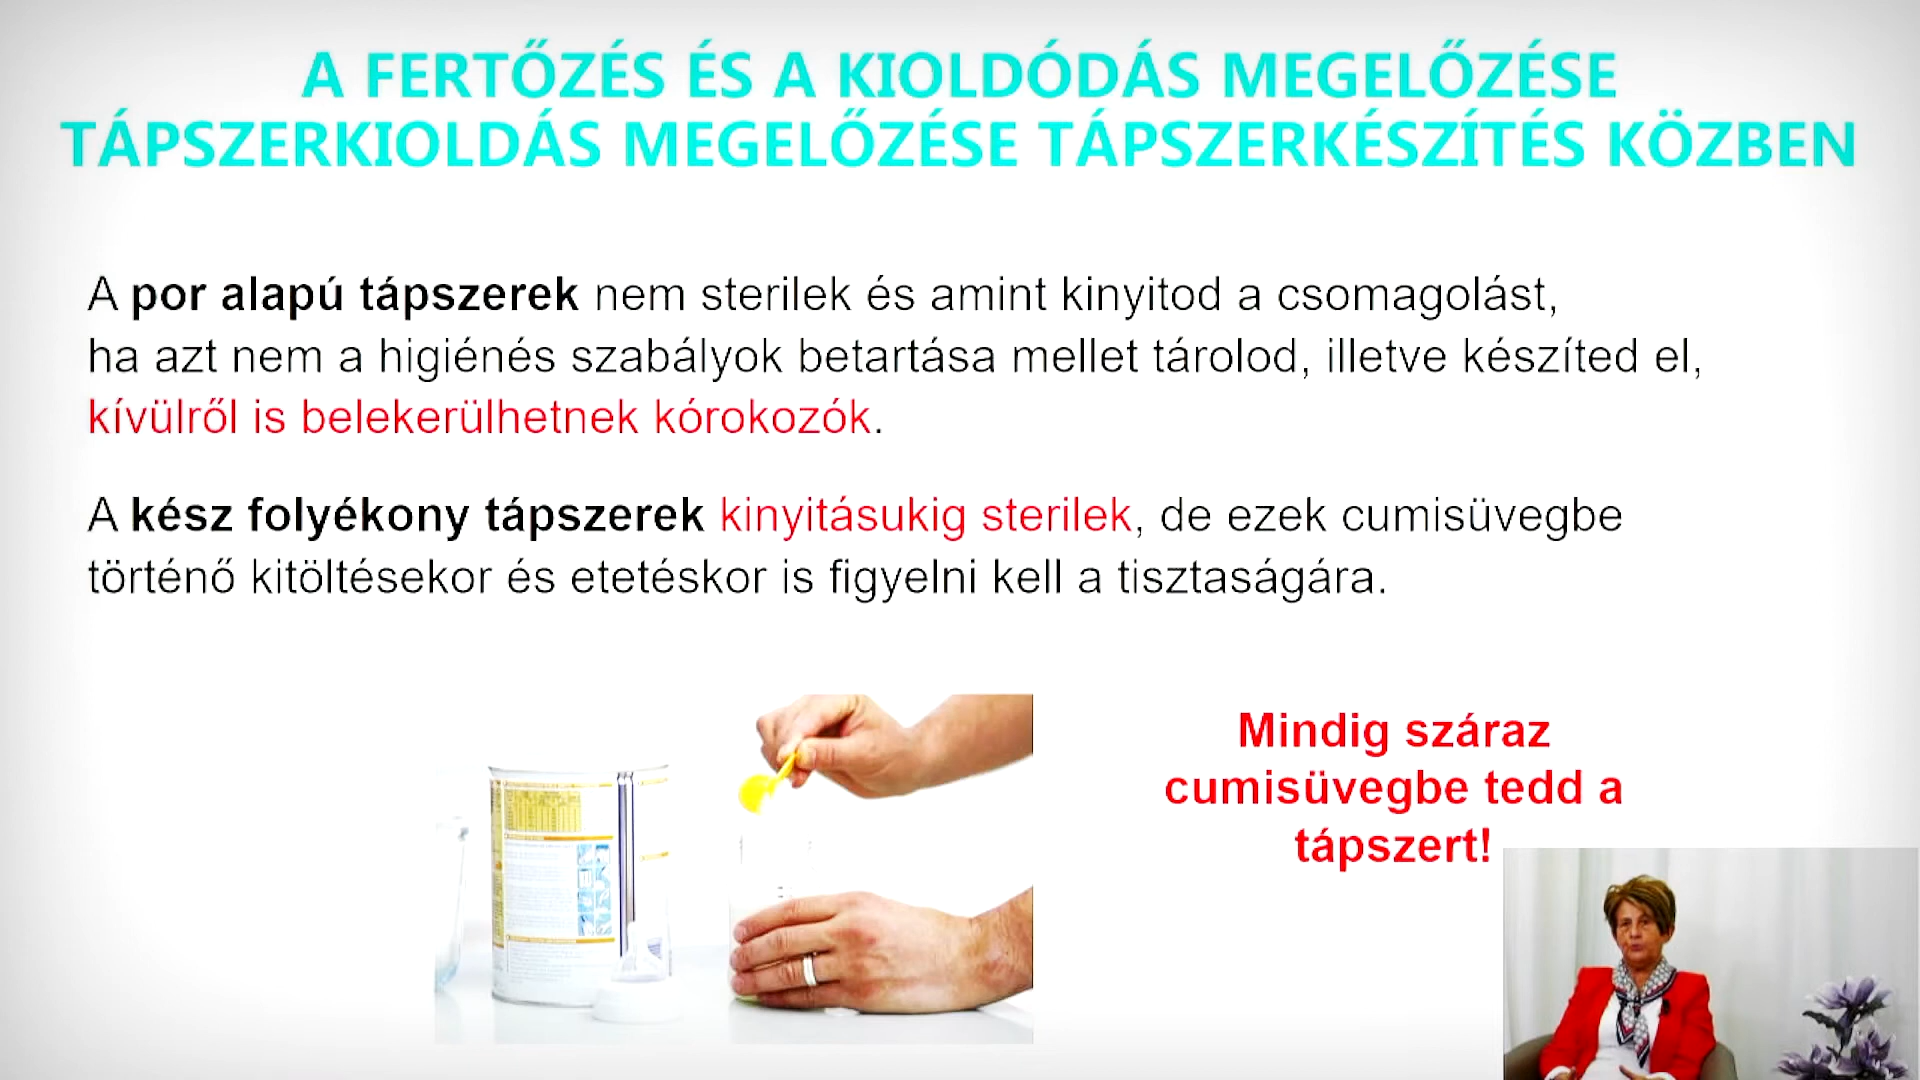 A FERTŐZÉS ÉS A KIOLDÓDÁS MEGELŐZÉSE
TÁPSZERKIOLDÁS MEGELŐZÉSE TÁPSZERKÉSZÍTÉS KÖZBEN
A por alapú tápszerek nem sterilek és amint kinyitod a csomagolást,
ha azt nem a higiénés szabályok betartása mellet tárolod, illetve készíted el,
kívülről is belekerülhetnek kórokozók.
A kész folyékony tápszerek kinyitásukig sterilek, de ezek cumisüvegbe
történő kitöltésekor és etetéskor is figyelni kell a tisztaságára.
Mindig száraz
cumisüvegbe tedd a
tápszert!